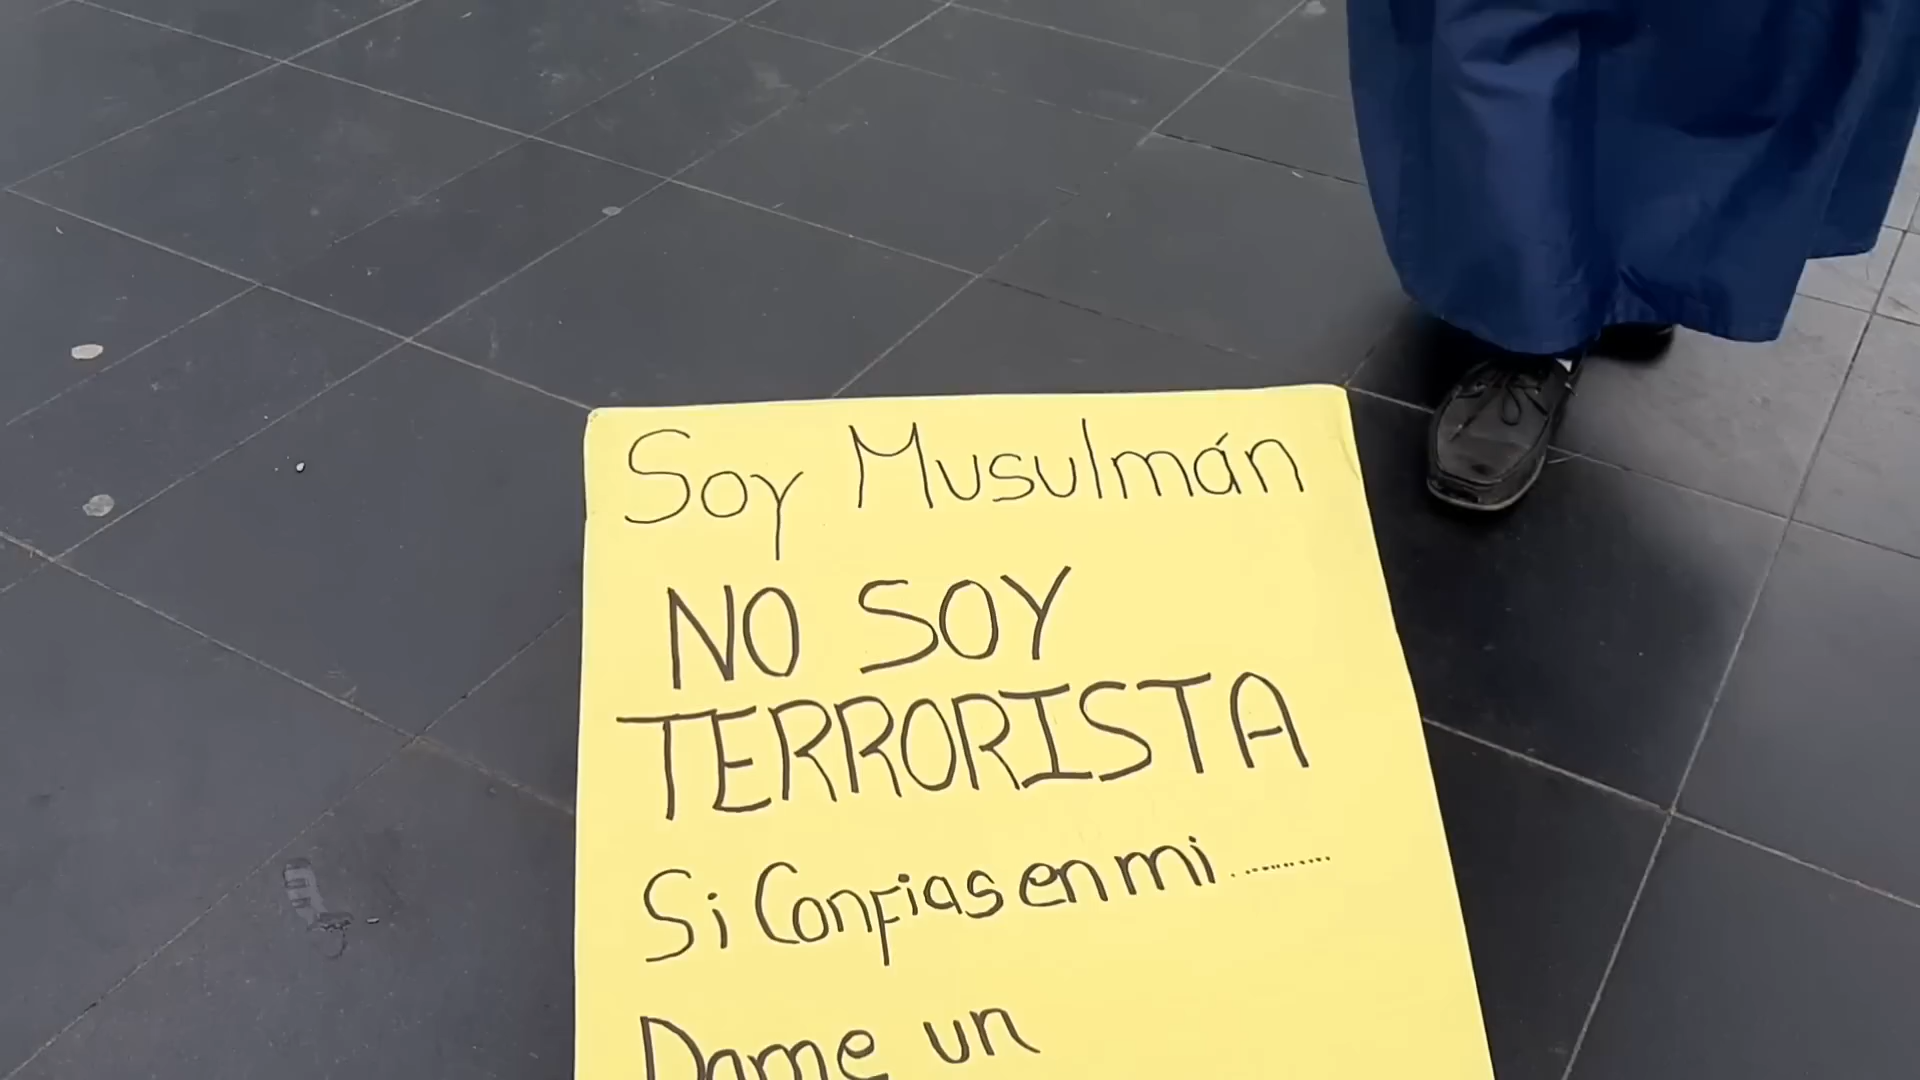 Soy Musulmán
NO SOY
TERRORISTA
Si Confias en mi..........
Dame un